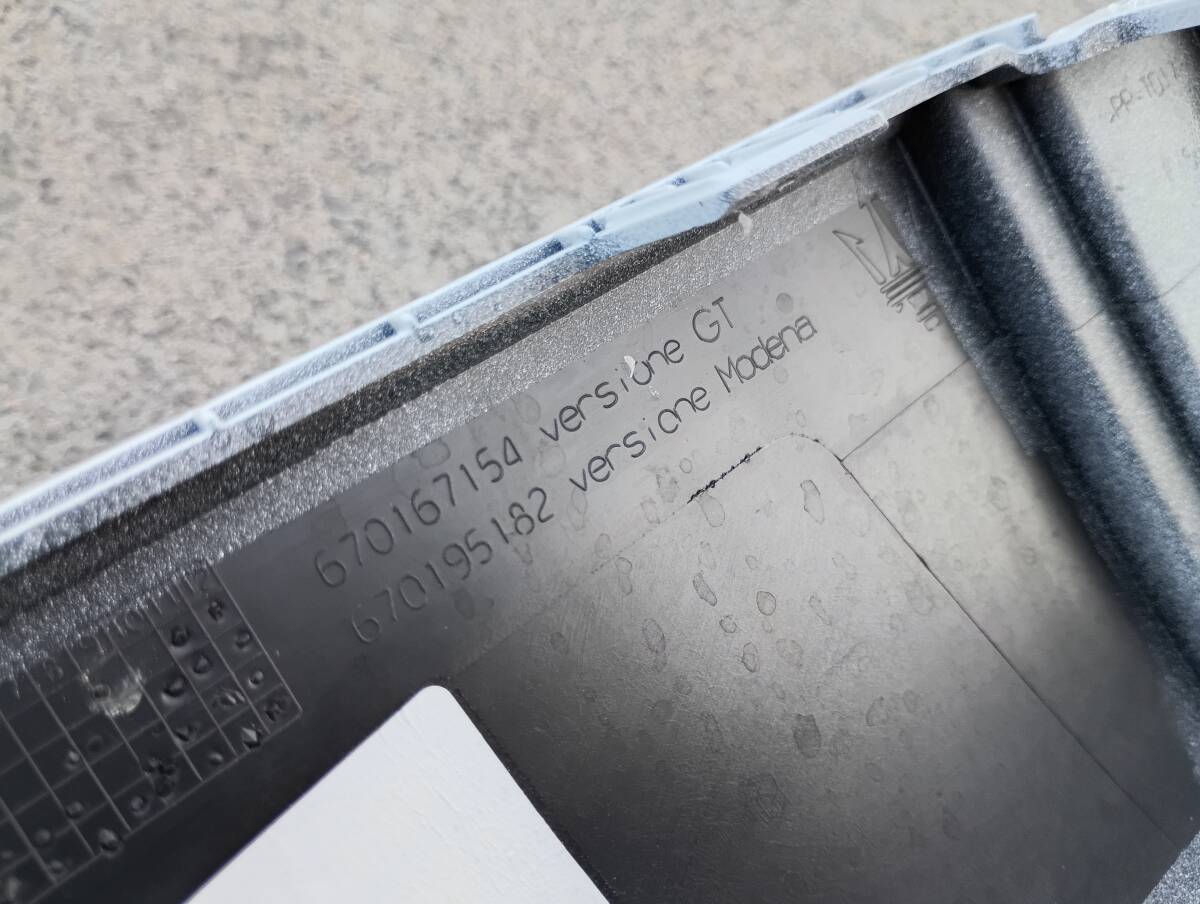 670167154 versione GT
670195182 versione Modena